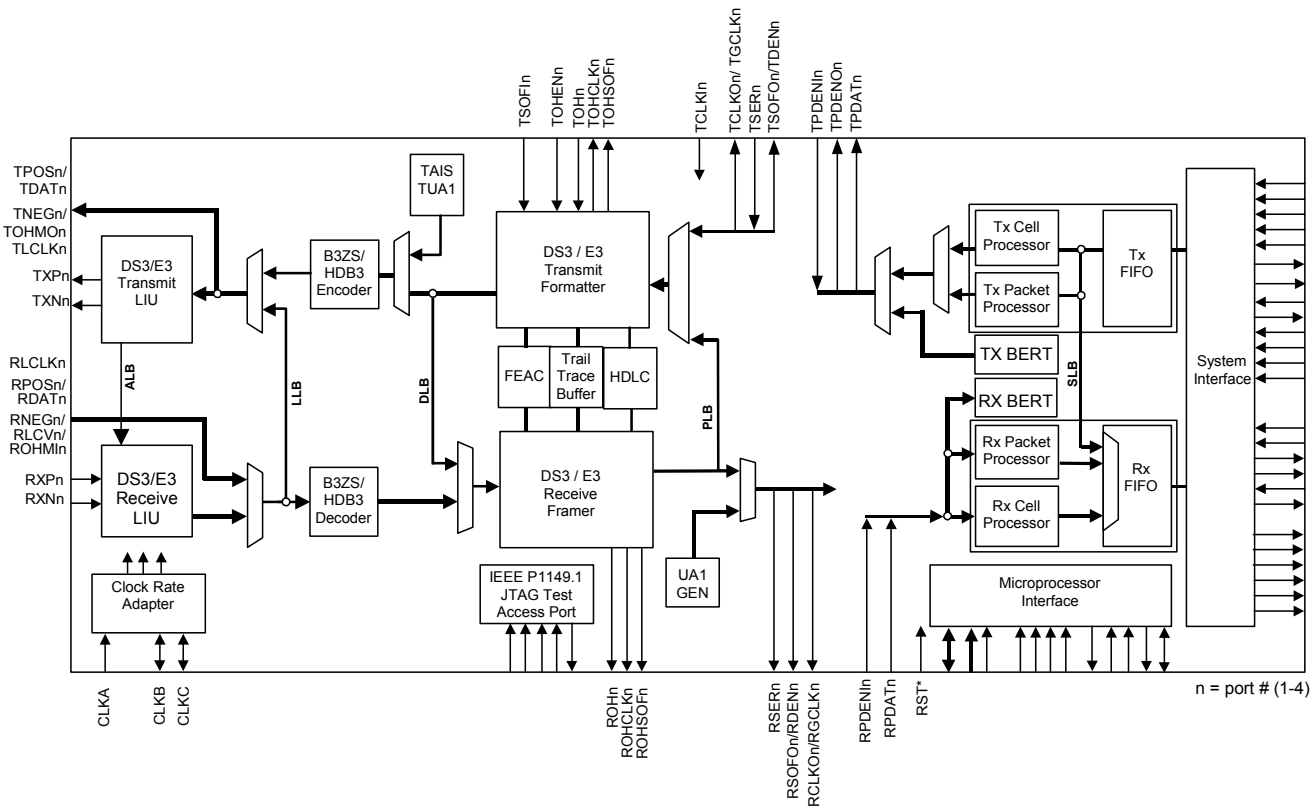 TSOFIn
TOHENn
TOHn
TOHCLKn
TOHSOFn
TCLKIn
TCLKOn/ TGCLKn
TSERn
TSOFOn/TDENn
TPDENIn
TPDENOn
TPDATn
TPOSn/
TDATn
TNEGn/
TOHMOn
TLCLKn
TXPn
TXNn
RLCLKn
RPOSn/
RDATn
RNEGn/
RLCVn/
ROHMIn
RXPn
RXNn
DS3/E3
Transmit
LIU
ALB
DS3/E3
Receive
LIU
Clock Rate
Adapter
LLB
B3ZS/
HDB3
Encoder
TAIS
TUA1
B3ZS/
HDB3
Decoder
DLB
DS3 / E3
Transmit
Formatter
FEAC
Trail
Trace
Buffer
HDLC
DS3 / E3
Receive
Framer
IEEE P1149.1
JTAG Test
Access Port
PLB
UA1
GEN
Tx Cell
Processor
Tx Packet
Processor
Tx
FIFO
TX BERT
RX BERT
SLB
Rx Packet
Processor
Rx Cell
Processor
Rx
FIFO
System
Interface
Microprocessor
Interface
CLKA
CLKB
CLKC
ROHn
ROHCLKn
ROHSOFn
RSERn
RSOFOn/RDENn
RCLKOn/RGCLKn
RPDENIn
RPDATn
RST*
n = port # (1-4)